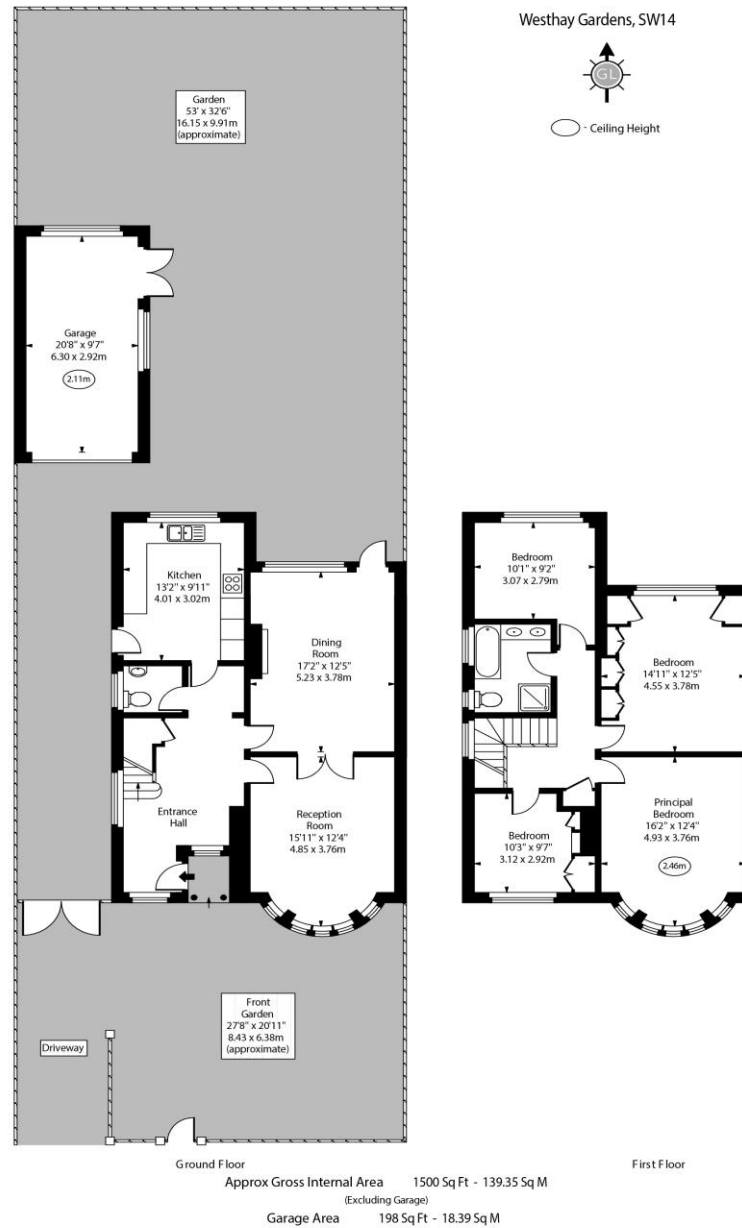 Westhay Gardens, SW14
GL
- Ceiling Height
Garden
53' x 32'6"
16.15 x 9.91m
(approximate)
Garage
20'8" x 9'7"
6.30 x 2.92m
2.11m
Kitchen
13'2" x 9'11"
4.01 x 3.02m
Dining
Room
17'2" x 12'5"
5.23 x 3.78m
Entrance
Hall
Reception
Room
15'11" x 12'4"
4.85 x 3.76m
Front
Garden
27'8" x 20'11"
8.43 x 6.38m
(approximate)
Driveway
Bedroom
10'1" x 9'2"
3.07 x 2.79m
Bedroom
14'11" x 12'5"
4.55 x 3.78m
Bedroom
10'3" x 9'7"
3.12 x 2.92m
Principal
Bedroom
16'2" x 12'4"
4.93 x 3.76m
2.46m
Ground Floor
First Floor
Approx Gross Internal Area 1500 Sq Ft - 139.35 Sq M
(Excluding Garage)
Garage Area 198 Sq Ft - 18.39 Sq M